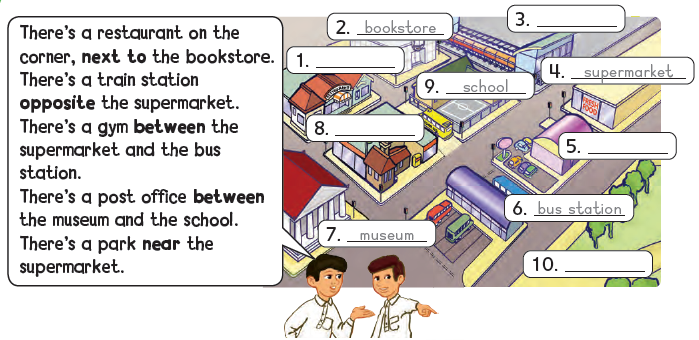 There's a restaurant on the
corner, next to the bookstore.
There's a train station
opposite the supermarket.
There's a gym between the
supermarket and the bus
station.
There's a post office between
the museum and the school.
There's a park near the
supermarket.
1.
2. bookstore
3.
4. supermarket
FRESH FOOD
5.
6. bus station
7. museum
8.
9. school
10.